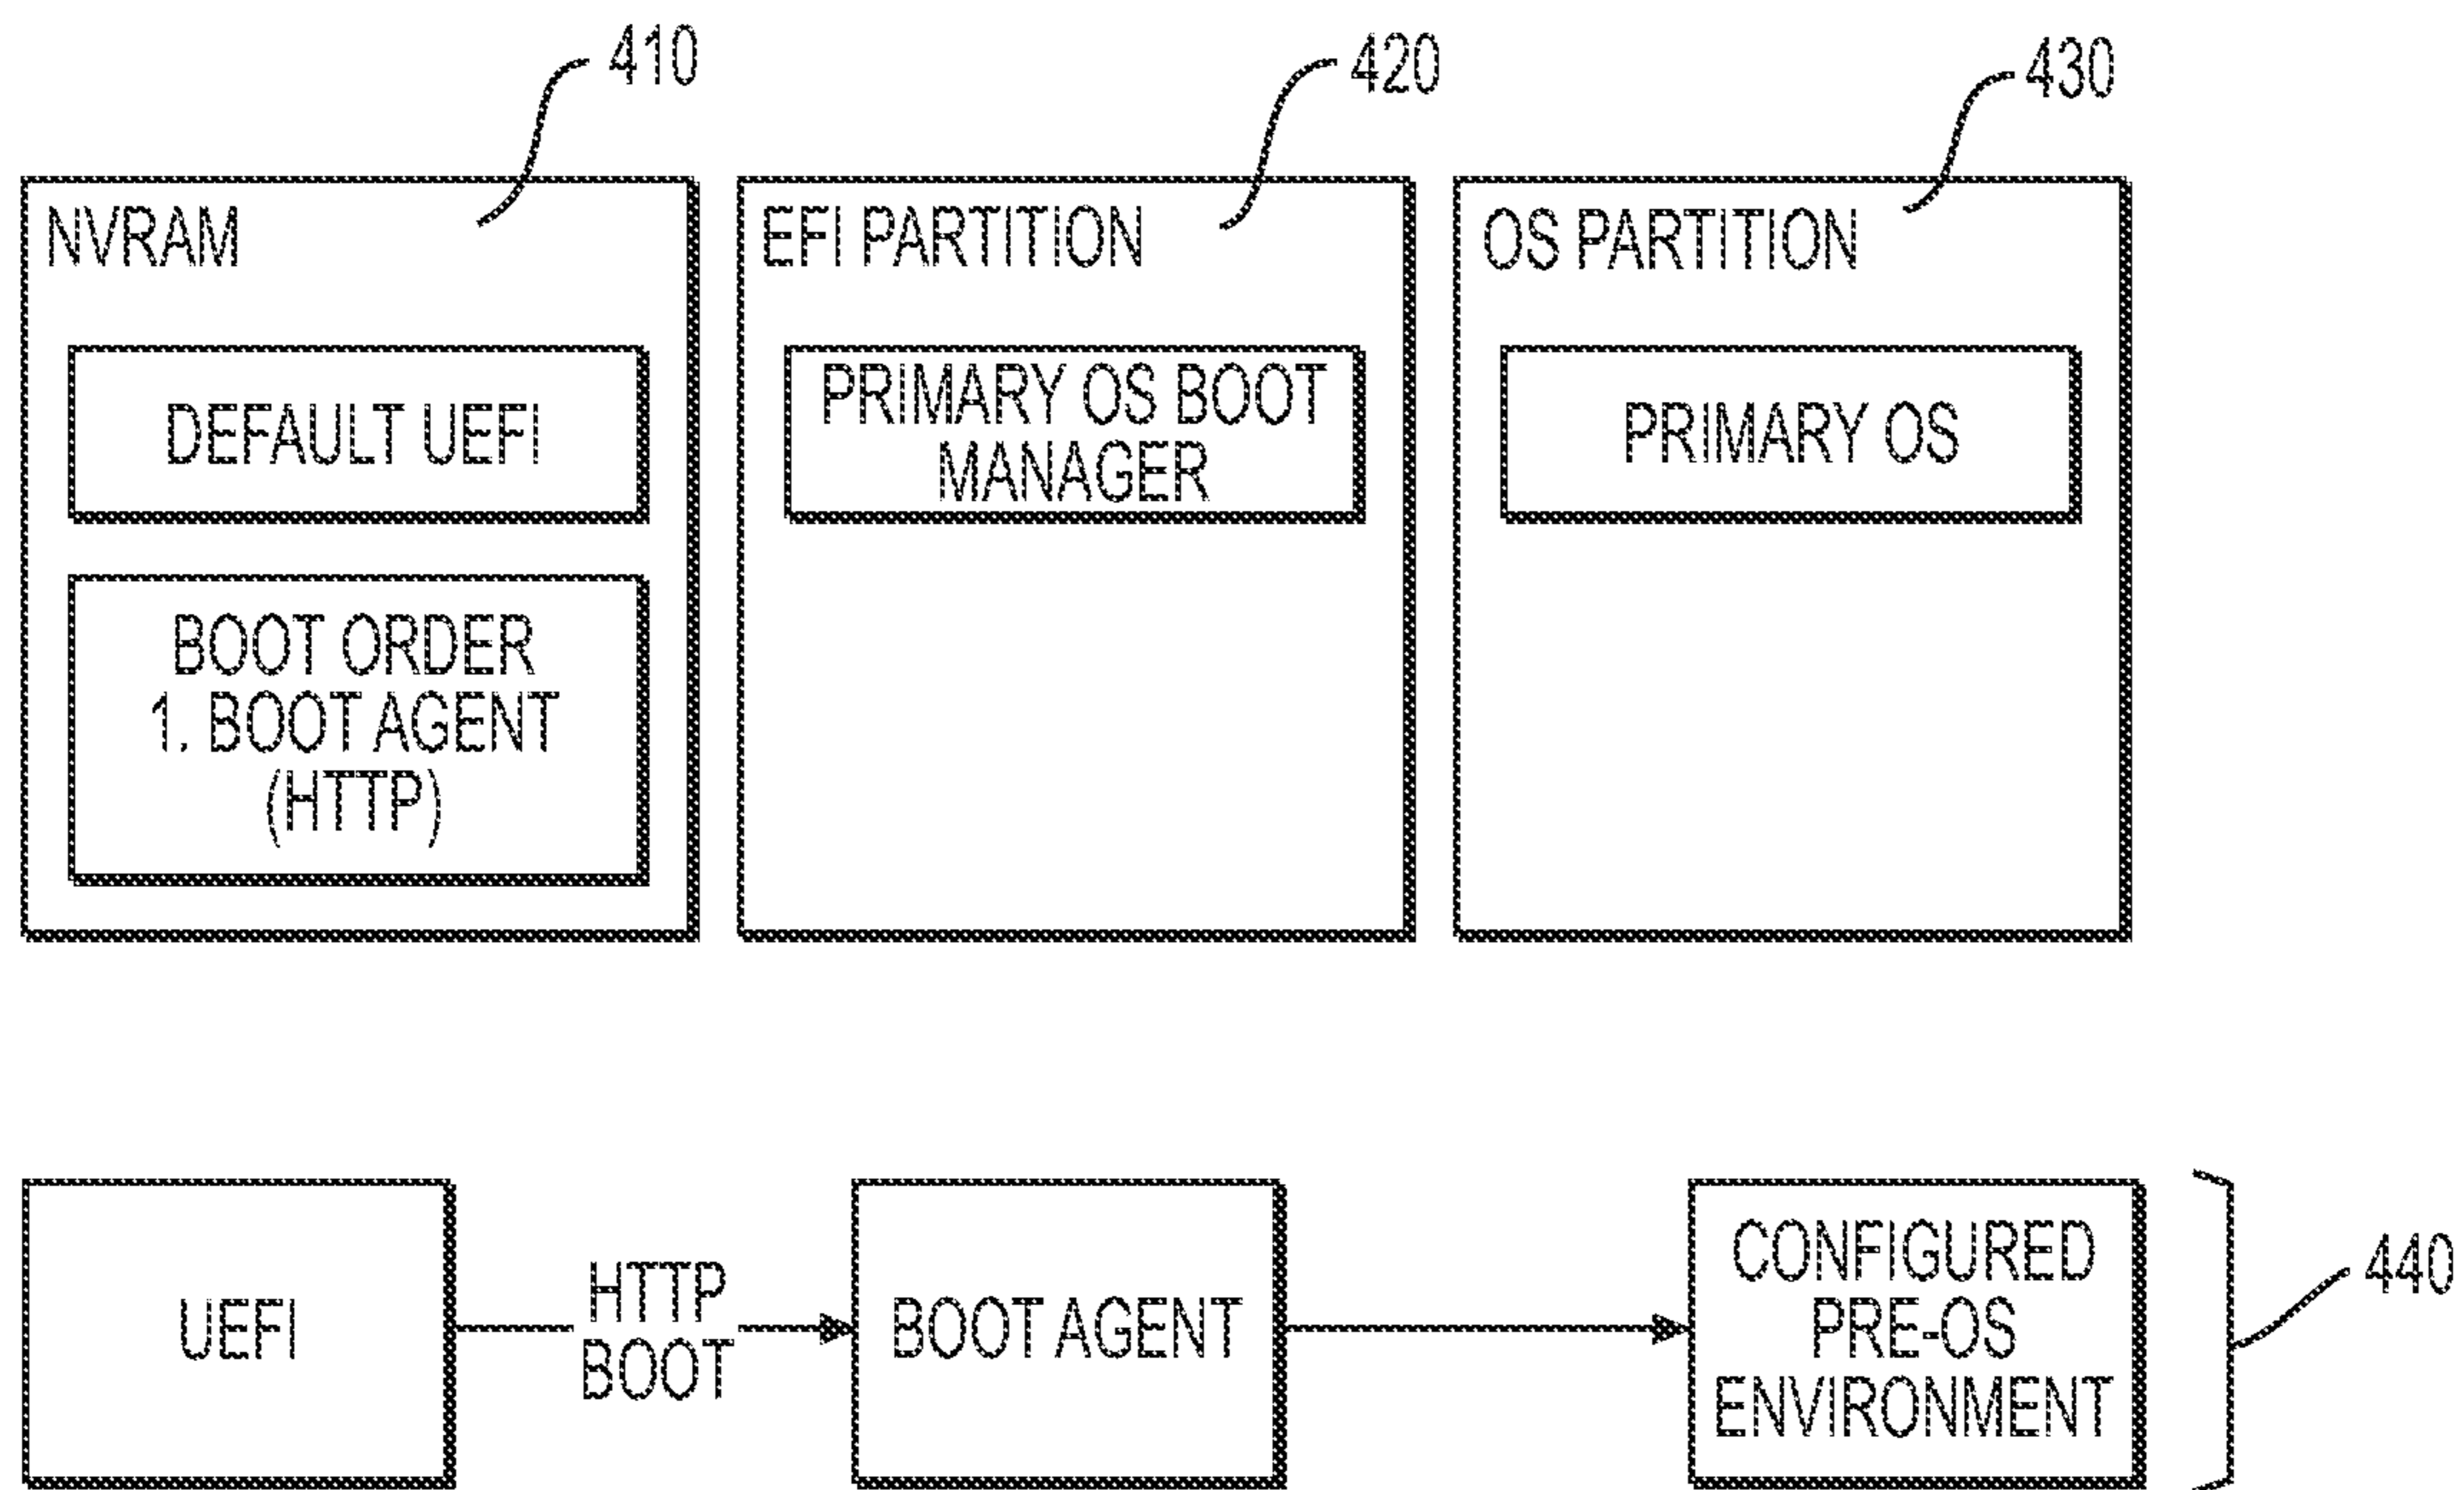 410
420
430
NVRAM
EFI PARTITION
OS PARTITION
DEFAULT UEFI
PRIMARY OS BOOT
MANAGER
PRIMARY OS
BOOT ORDER
1. BOOT AGENT
(HTTP)
UEFI
HTTP
BOOT
BOOT AGENT
CONFIGURED
PRE-OS
ENVIRONMENT
440